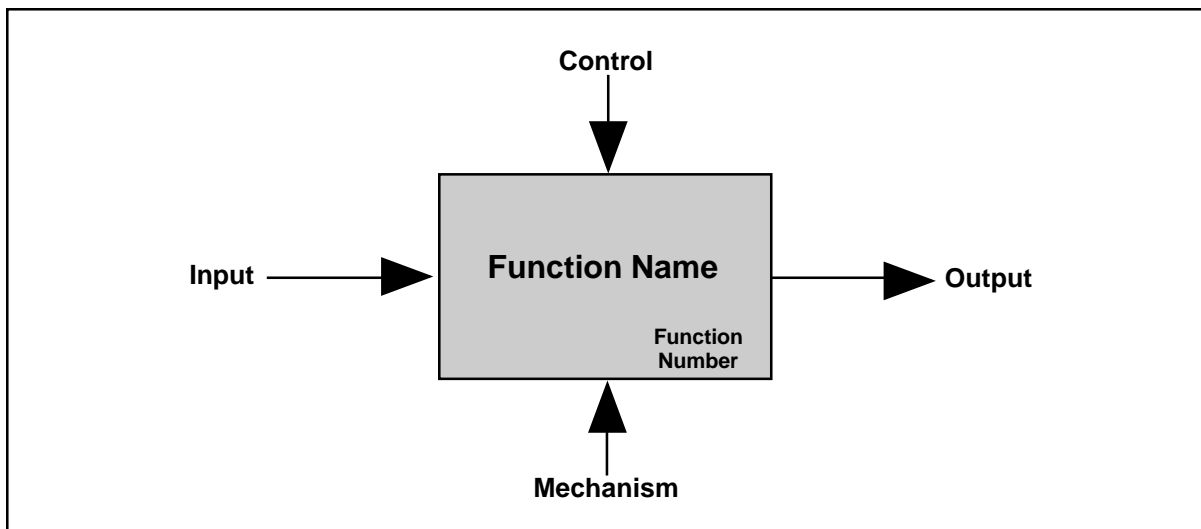 Control
Input
Function Name
Output
Function
Number
Mechanism